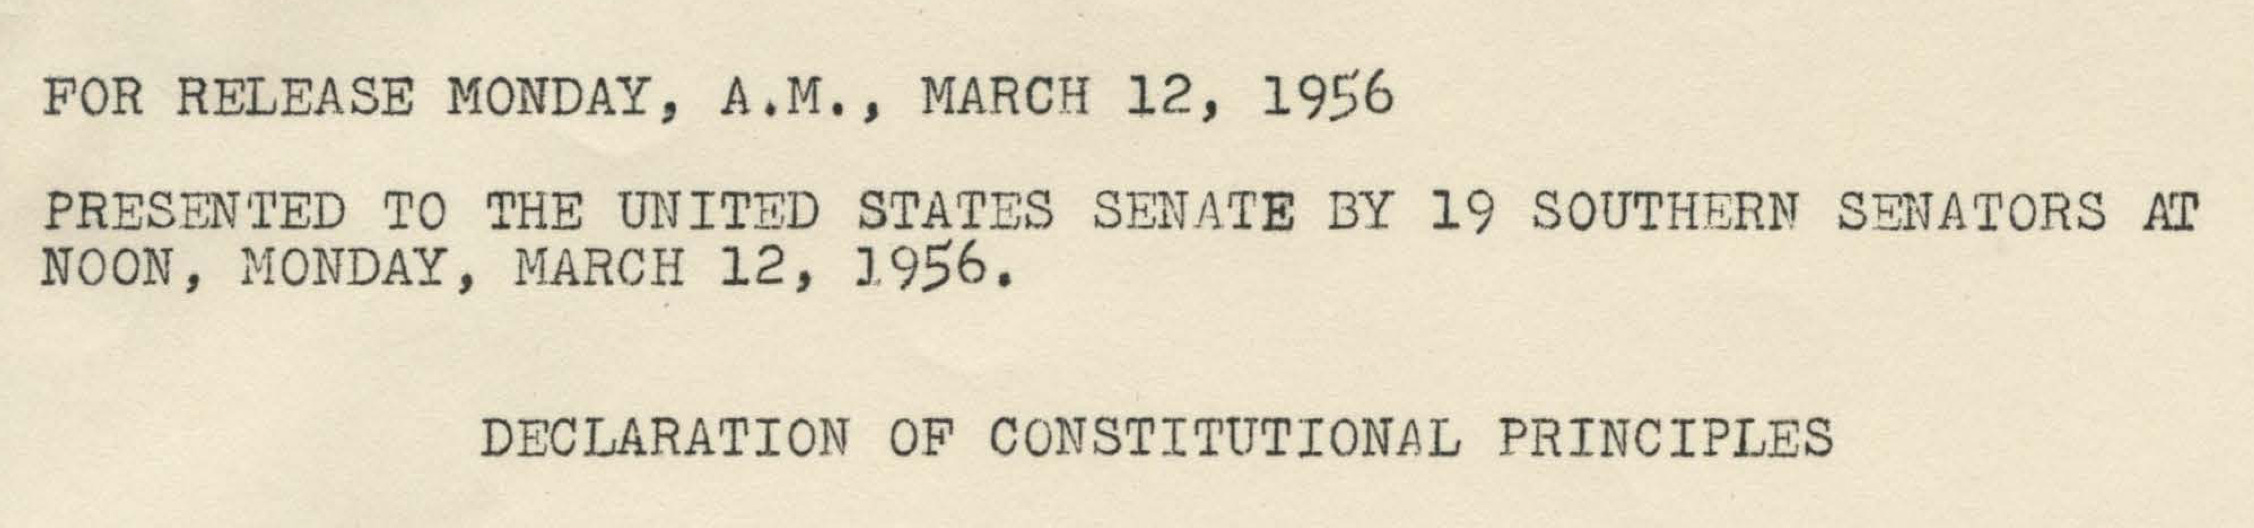 FOR RELEASE MONDAY, A.M., MARCH 12, 1956
PRESENTED TO THE UNITED STATES SENATE BY 19 SOUTHERN SENATORS AT
NOON, MONDAY, MARCH 12, 1956.
DECLARATION OF CONSTITUTIONAL PRINCIPLES